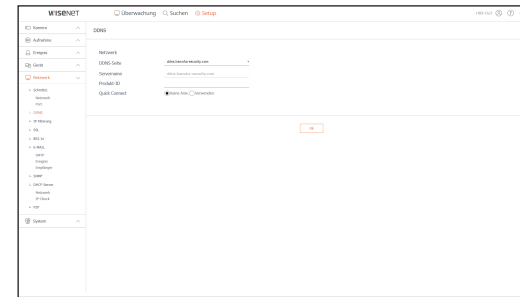 WISENET
Überwachung
Suchen
Setup
Kamera
Aufnahme
Ereignis
Gerät
Netzwerk
Schnittst.
Netzwerk
Port
DDNS
IP-Filterung
SSL
802.1x
E-MAIL
SMTP
Ereignis
Empfänger
SNMP
DHCP-Server
Netzwerk
IP-Check
System
DDNS
Netzwerk
DDNS-Seite
Servername
Produkt-ID
Quick Connect
Keine Anw.
Verwenden
OK